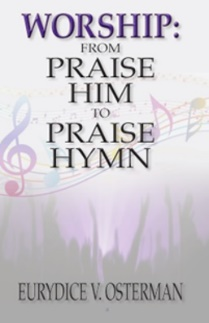 WORSHIP:
FROM
PRAISE
HIM
TO
PRAISE
HYMN
EURYDICE V. OSTERMAN